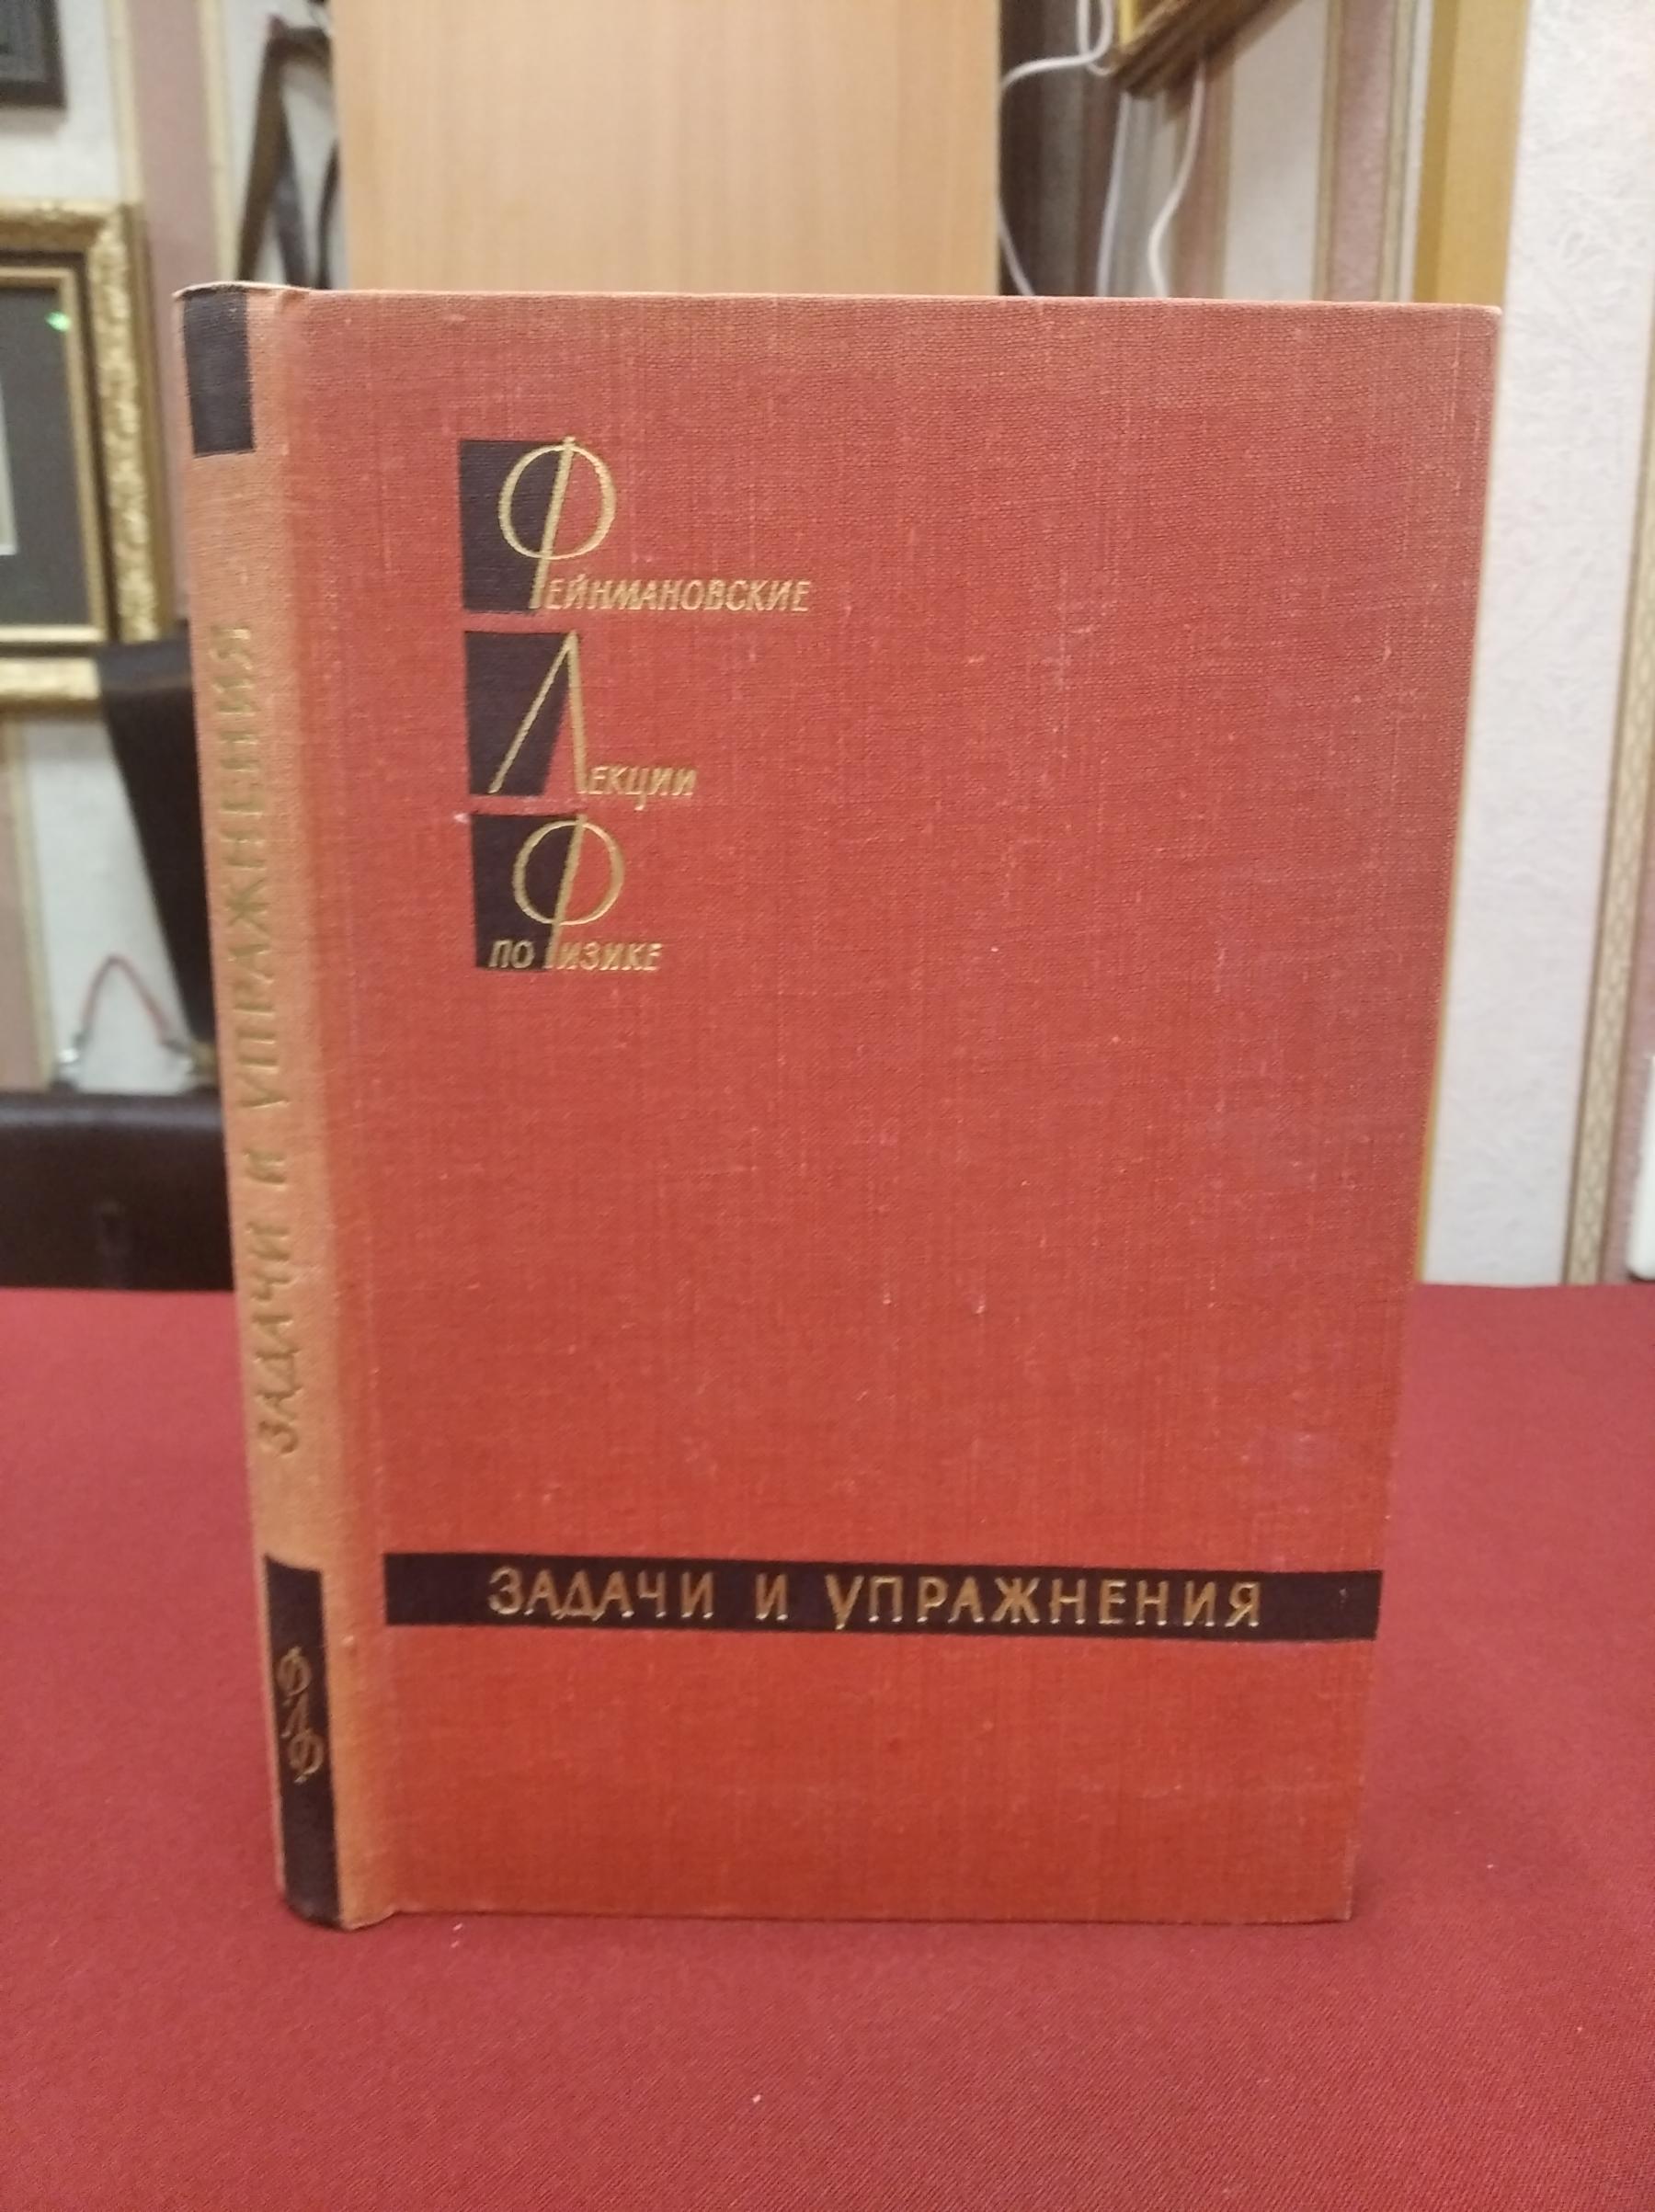 ФЕЙНМАНОВСКИЕ
ЛЕКЦИИ
ПО ФИЗИКЕ
ЗАДАЧИ И УПРАЖНЕНИЯ
ЗАДАЧИ И УПРАЖНЕНИЯ
ФЛФ